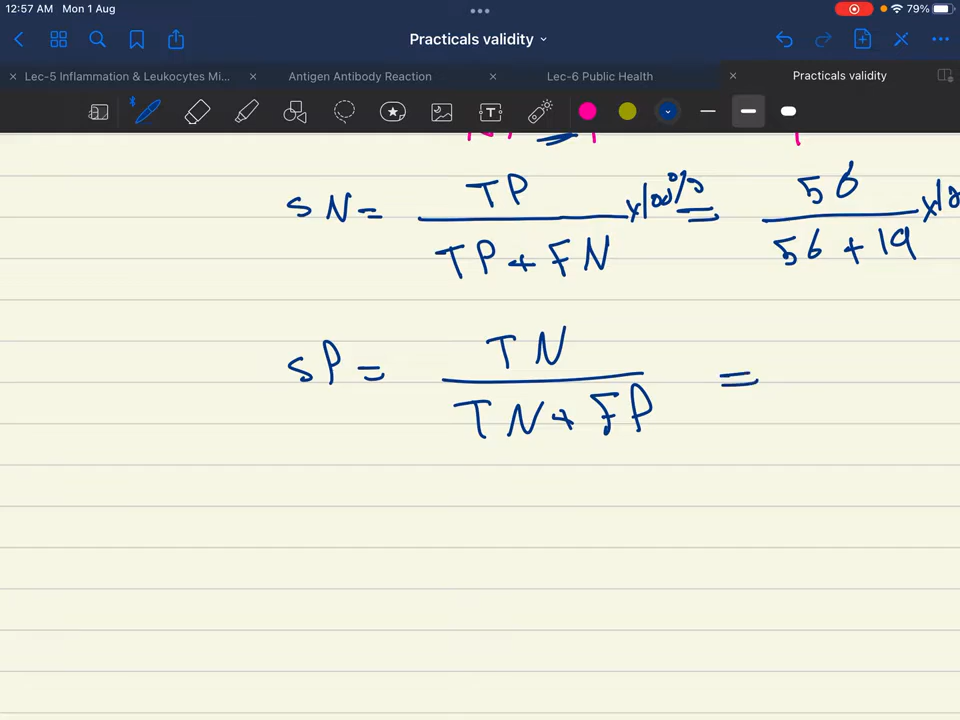 12:57 AM Mon 1 Aug
79%
Practicals validity
Lec-5 Inflammation & Leukocytes Mi... Antigen Antibody Reaction Lec-6 Public Health Practicals validity
SN = TP / TP + FN x100% = 56 / 56 + 19
SP = TN / TN + FP =